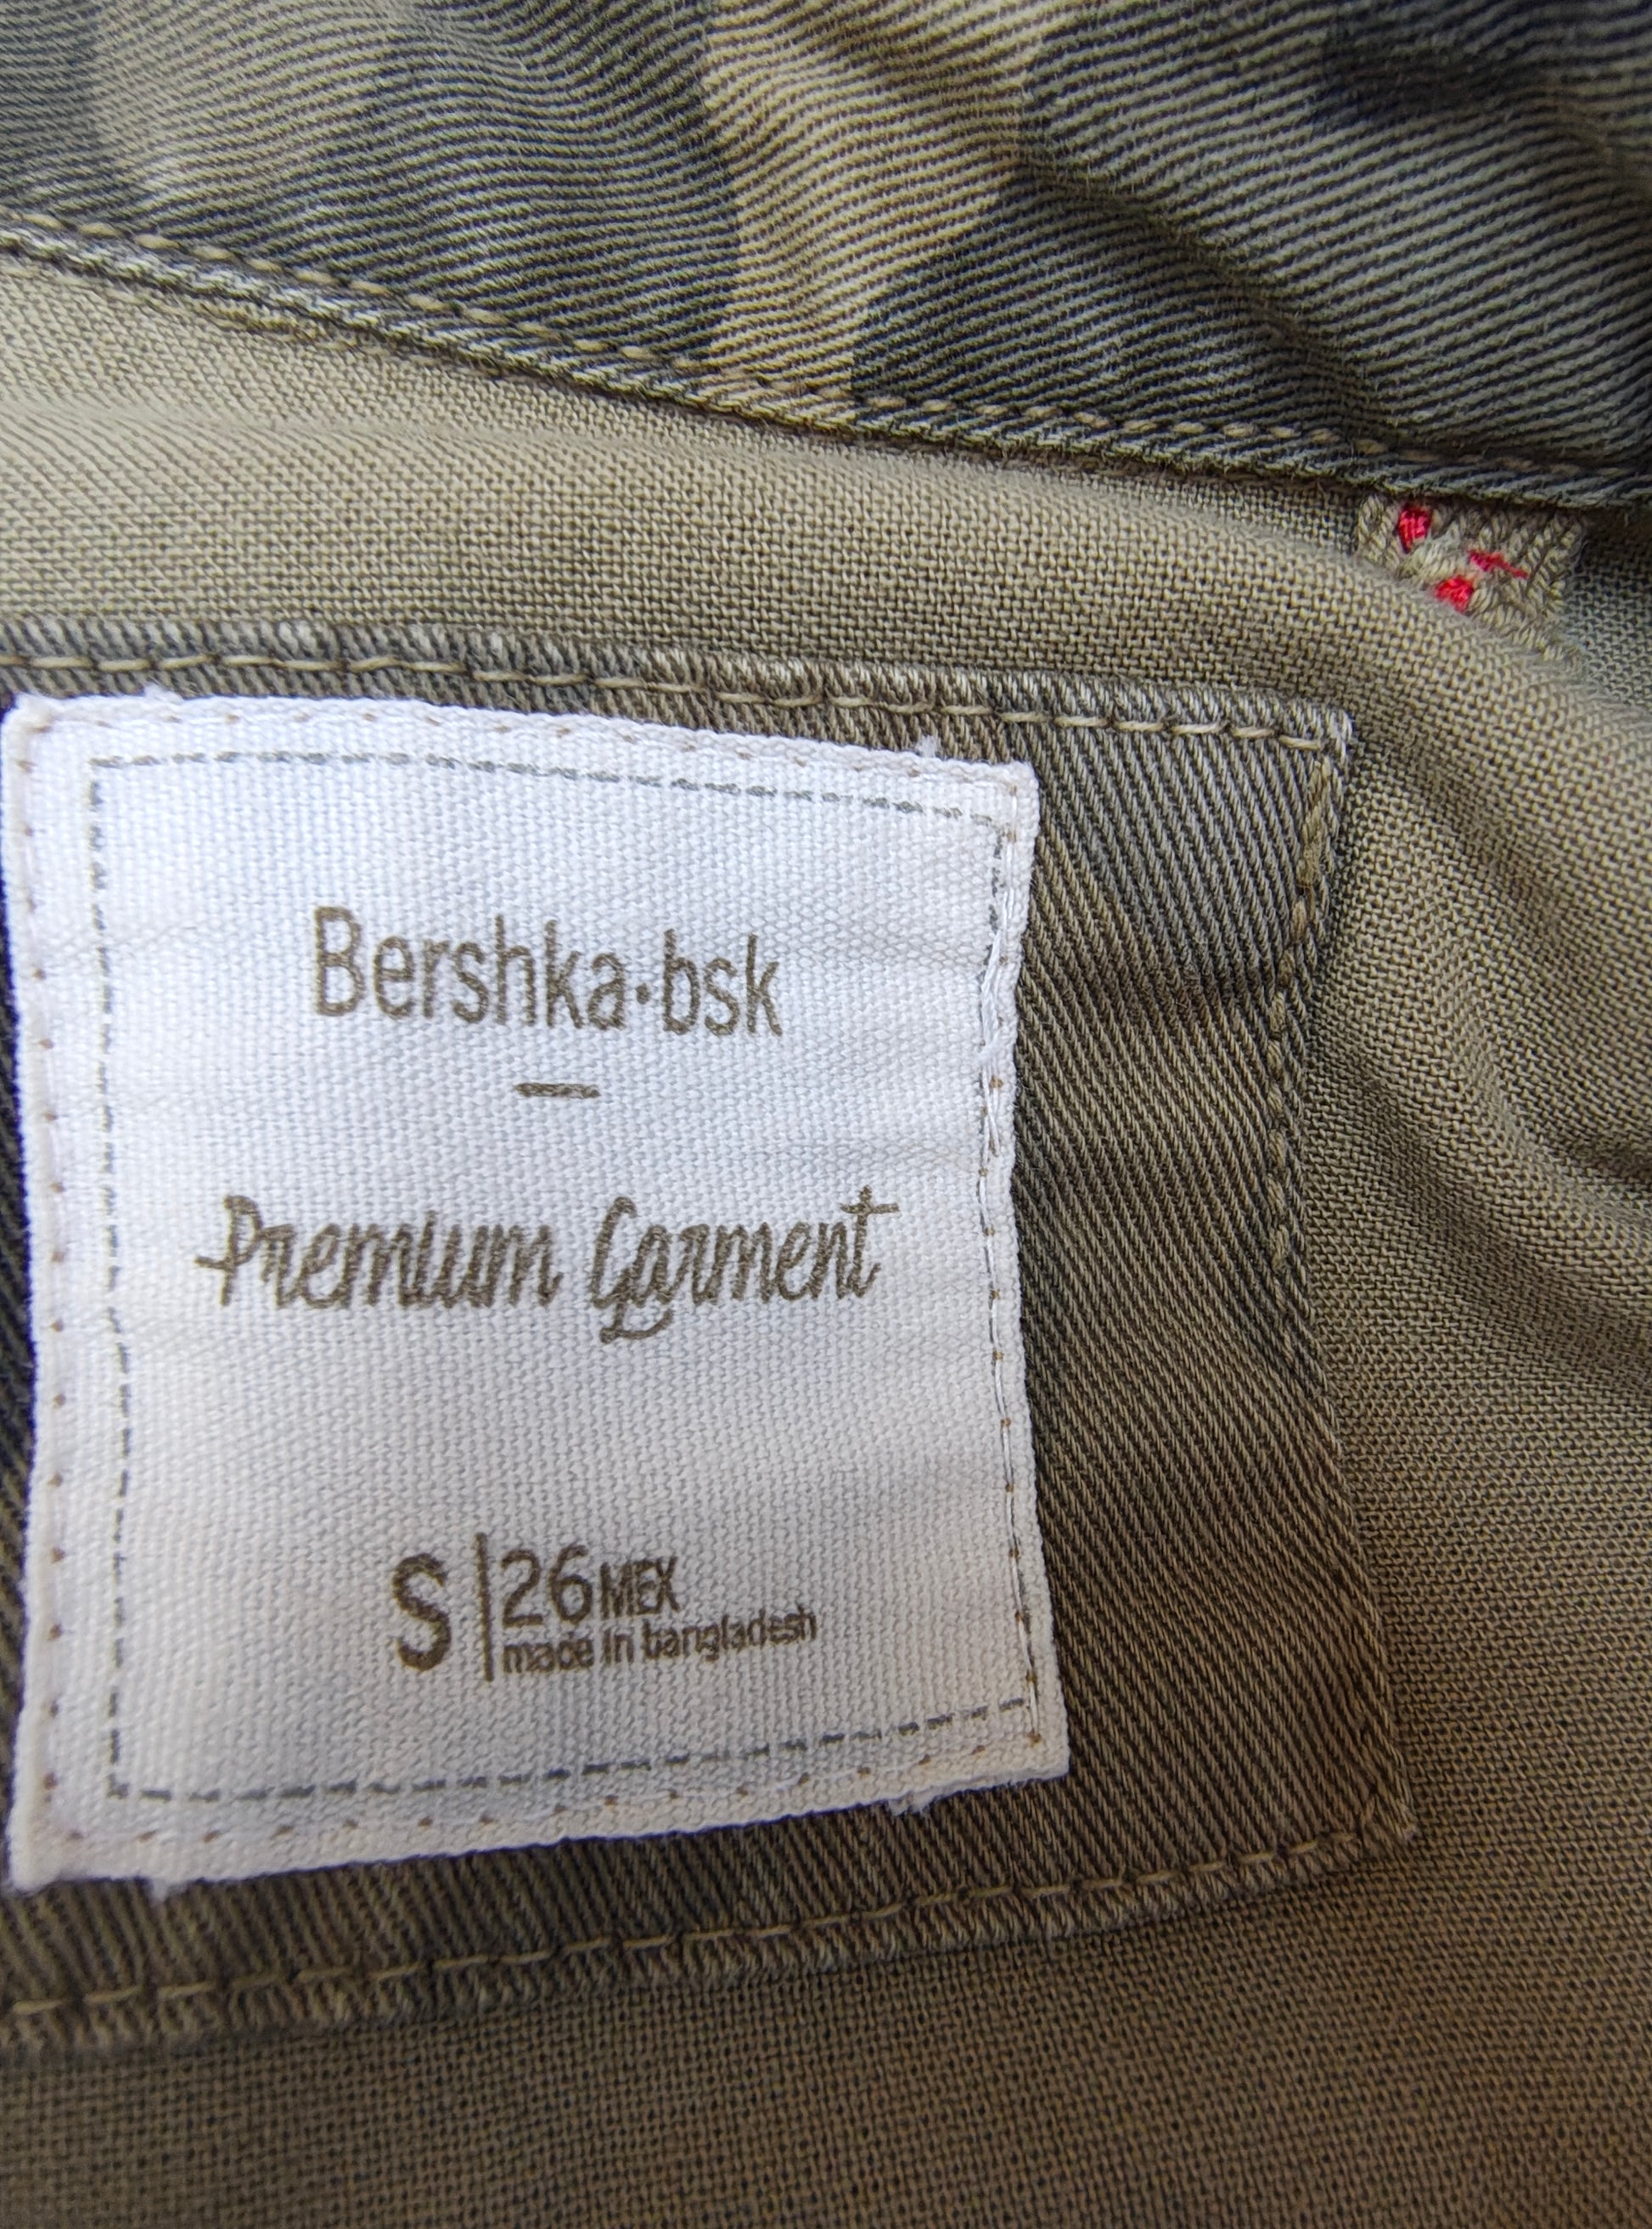 Bershka•bsk
—
Premium Garment
S | 26 MEX
made in bangladesh